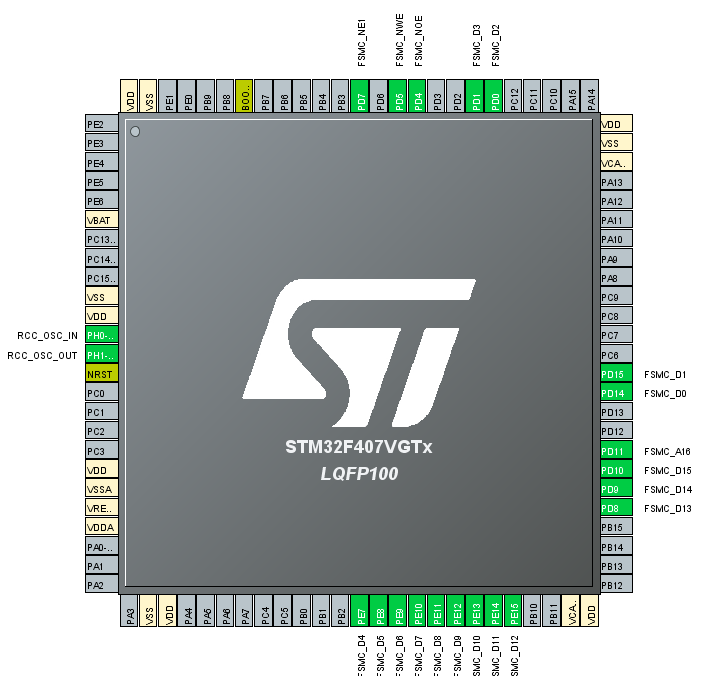 FSMC_NE1
FSMC_NWE
FSMC_NOE
FSMC_D3
FSMC_D2
VDD
VSS
PE1
PE0
PB9
PB8
BOO..
PB7
PB6
PB5
PB4
PB3
PD7
PD6
PD5
PD4
PD3
PD2
PD1
PD0
PC12
PC11
PC10
PA15
PA14
PE2
PE3
PE4
PE5
PE6
VBAT
PC13..
PC14..
PC15..
VSS
VDD
RCC_OSC_IN PH0-..
RCC_OSC_OUT PH1-..
NRST
PC0
PC1
PC2
PC3
VDD
VSSA
VRE..
VDDA
PA0-..
PA1
PA2
STM32F407VGTx
LQFP100
VDD
VSS
VCA..
PA13
PA12
PA11
PA10
PA9
PA8
PC9
PC8
PC7
PC6
PD15 FSMC_D1
PD14 FSMC_D0
PD13
PD12
PD11 FSMC_A16
PD10 FSMC_D15
PD9 FSMC_D14
PD8 FSMC_D13
PB15
PB14
PB13
PB12
PA3
VSS
VDD
PA4
PA5
PA6
PA7
PC4
PC5
PB0
PB1
PB2
PE7
PE8
PE9
PE10
PE11
PE12
PE13
PE14
PE15
PB10
PB11
VCA..
VDD
FSMC_D4
FSMC_D5
FSMC_D6
FSMC_D7
FSMC_D8
FSMC_D9
FSMC_D10
FSMC_D11
SMC_D12